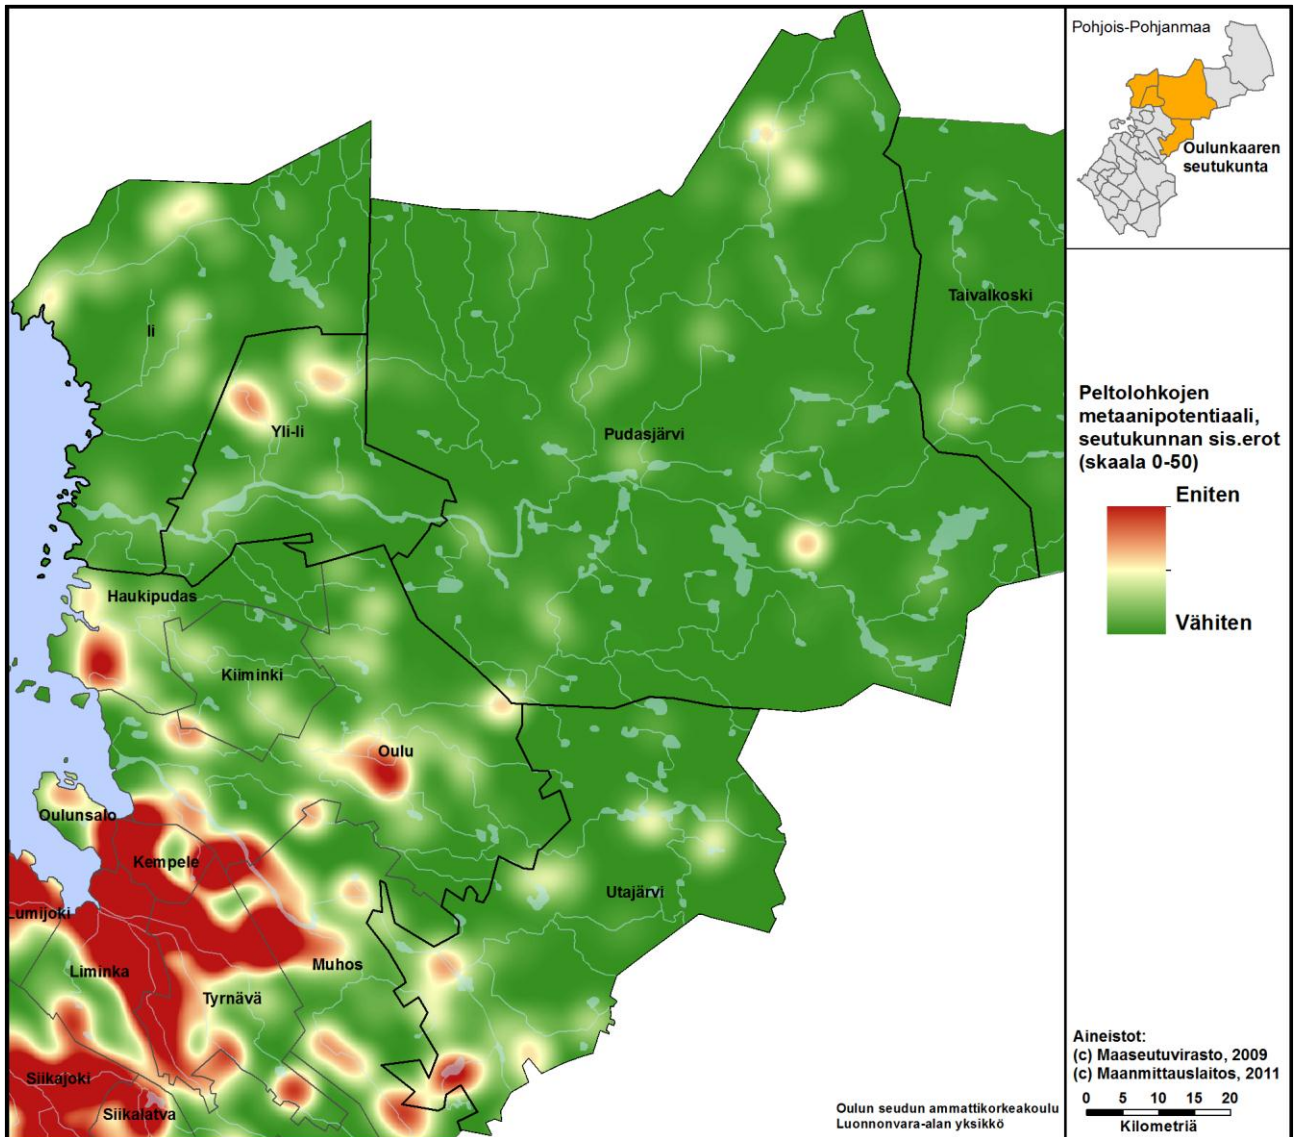 Pohjois-Pohjanmaa
Oulunkaaren
seutukunta
Taivalkoski
Ii
Peltolohkojen
metaanipotentiaali,
seutukunnan sis.erot
(skaala 0-50)
Yli-Ii
Pudasjärvi
Eniten
Vähiten
Haukipudas
Kiiminki
Oulu
Oulunsalo
Kempele
Utajärvi
Lumijoki
Liminka
Muhos
Tyrnävä
Siikajoki
Siikalatva
Aineistot:
(c) Maaseutuvirasto, 2009
(c) Maanmittauslaitos, 2011
0 5 10 15 20
Kilometriä
Oulun seudun ammattikorkeakoulu
Luonnonvara-alan yksikkö